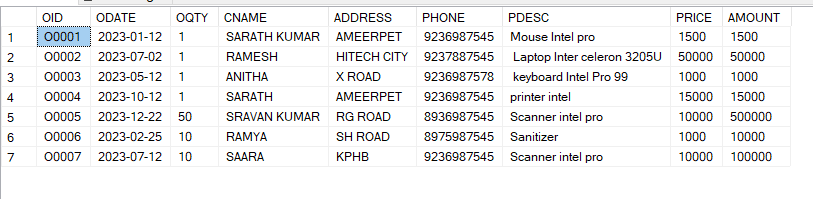 OID ODATE OQTY CNAME ADDRESS PHONE PDESC PRICE AMOUNT
1 O0001 2023-01-12 1 SARATH KUMAR AMEERPET 9236987545 Mouse Intel pro 1500 1500
2 O0002 2023-07-02 1 RAMESH HITECH CITY 9237887545 Laptop Inter celeron 3205U 50000 50000
3 O0003 2023-05-12 1 ANITHA X ROAD 9236987578 keyboard Intel Pro 99 1000 1000
4 O0004 2023-10-12 1 SARATH AMEERPET 9236987545 printer intel 15000 15000
5 O0005 2023-12-22 50 SRAVAN KUMAR RG ROAD 8936987545 Scanner intel pro 10000 500000
6 O0006 2023-02-25 10 RAMYA SH ROAD 8975987545 Sanitizer 1000 10000
7 O0007 2023-07-12 10 SAARA KPHB 9236987545 Scanner intel pro 10000 100000